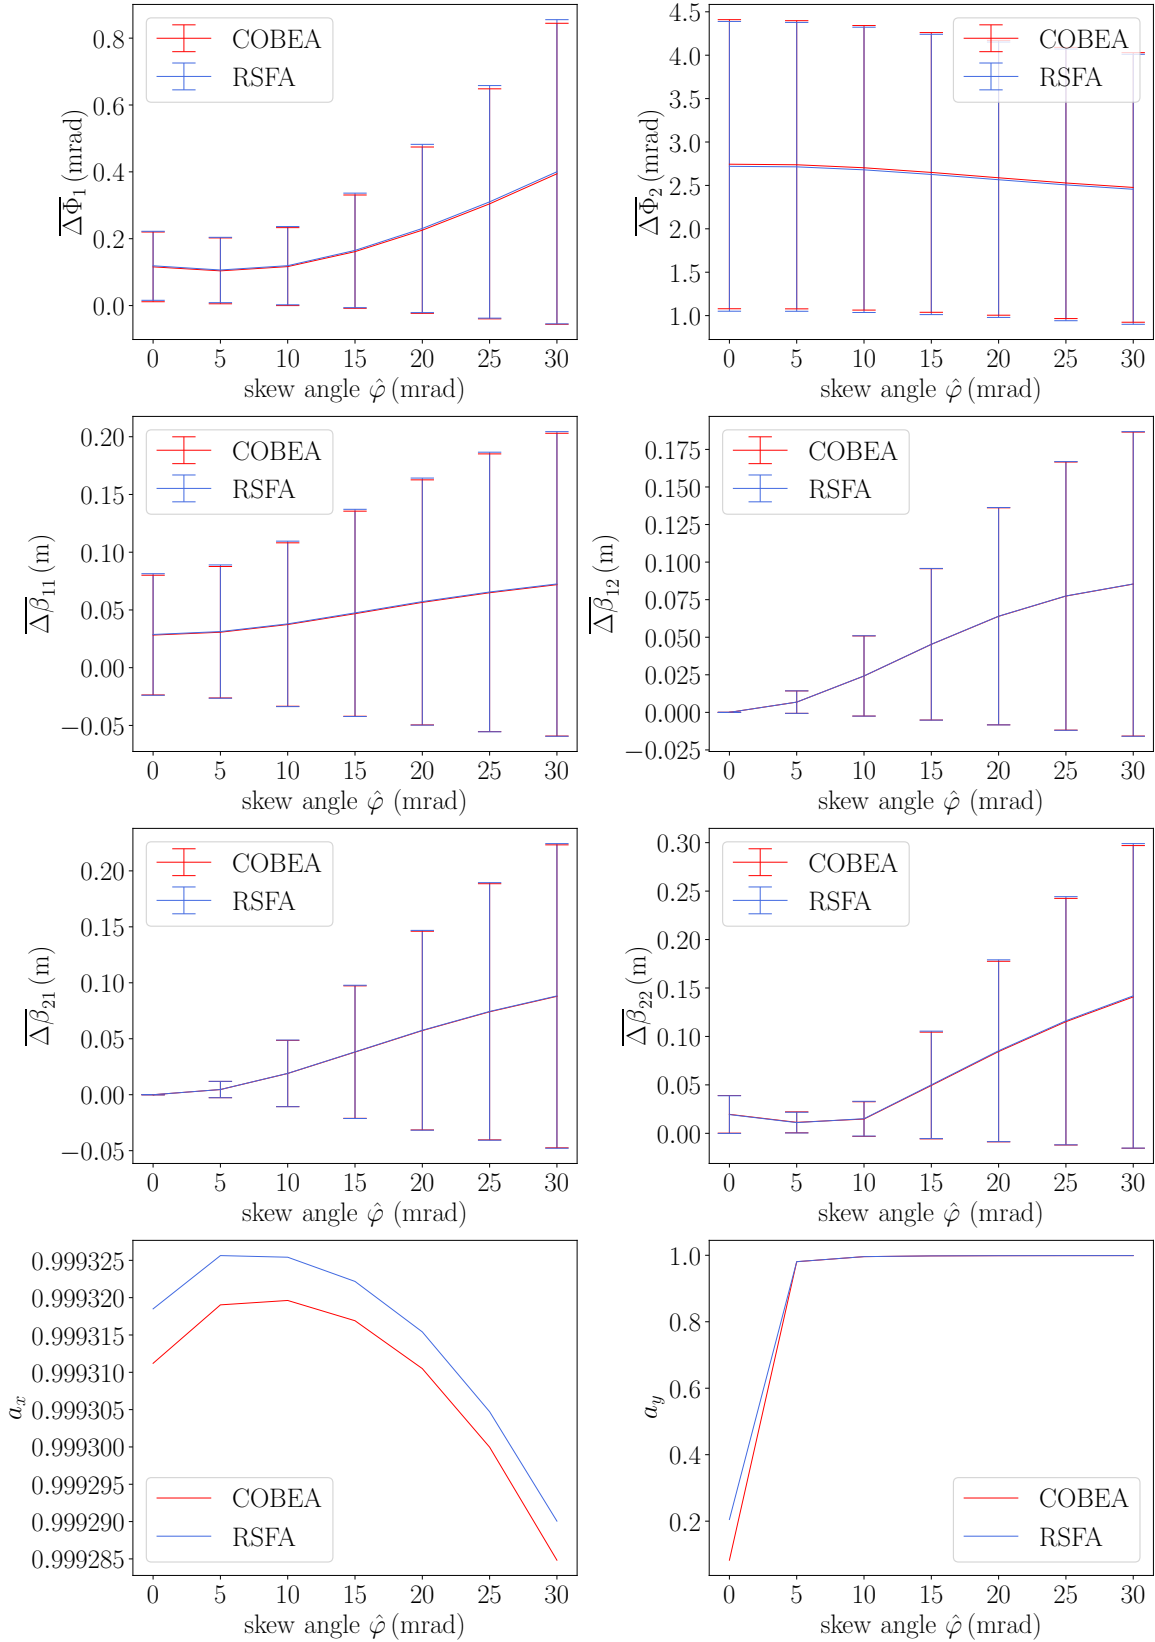 0.8
0.6
0.4
0.2
0.0
ΔΦ₁ (mrad)
COBEA
RSFA
0 5 10 15 20 25 30
skew angle φ̂ (mrad)
4.5
4.0
3.5
3.0
2.5
2.0
1.5
1.0
ΔΦ₂ (mrad)
COBEA
RSFA
0 5 10 15 20 25 30
skew angle φ̂ (mrad)
0.20
0.15
0.10
0.05
0.00
−0.05
Δβ₁₁ (m)
COBEA
RSFA
0 5 10 15 20 25 30
skew angle φ̂ (mrad)
0.175
0.150
0.125
0.100
0.075
0.050
0.025
0.000
−0.025
Δβ₁₂ (m)
COBEA
RSFA
0 5 10 15 20 25 30
skew angle φ̂ (mrad)
0.20
0.15
0.10
0.05
0.00
−0.05
Δβ₂₁ (m)
COBEA
RSFA
0 5 10 15 20 25 30
skew angle φ̂ (mrad)
0.30
0.25
0.20
0.15
0.10
0.05
0.00
Δβ₂₂ (m)
COBEA
RSFA
0 5 10 15 20 25 30
skew angle φ̂ (mrad)
0.999325
0.999320
0.999315
0.999310
0.999305
0.999300
0.999295
0.999290
0.999285
aₓ
COBEA
RSFA
0 5 10 15 20 25 30
skew angle φ̂ (mrad)
1.0
0.8
0.6
0.4
0.2
a_y
COBEA
RSFA
0 5 10 15 20 25 30
skew angle φ̂ (mrad)